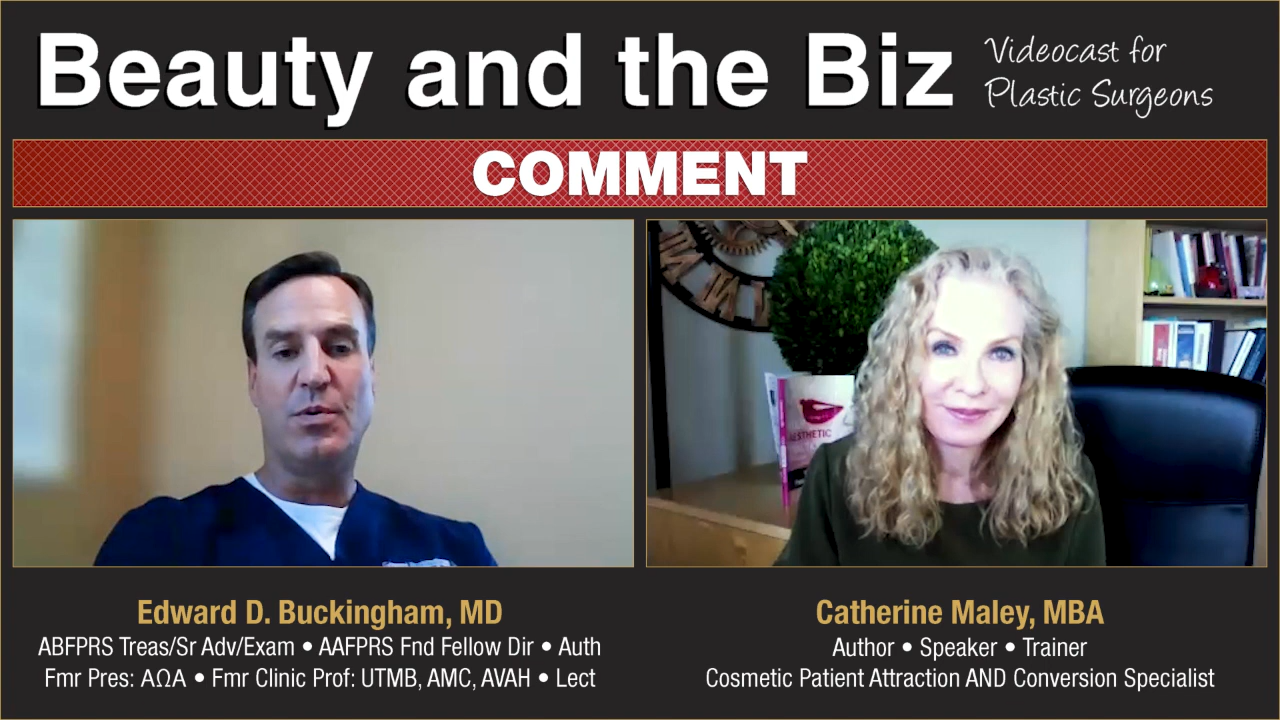 Beauty and the Biz
Videocast for
Plastic Surgeons
COMMENT
AESTHETIC
Edward D. Buckingham, MD
ABFPRS Treas/Sr Adv/Exam • AAFPRS Fnd Fellow Dir • Auth
Fmr Pres: ΑΩΑ • Fmr Clinic Prof: UTMB, AMC, AVAH • Lect
Catherine Maley, MBA
Author • Speaker • Trainer
Cosmetic Patient Attraction AND Conversion Specialist